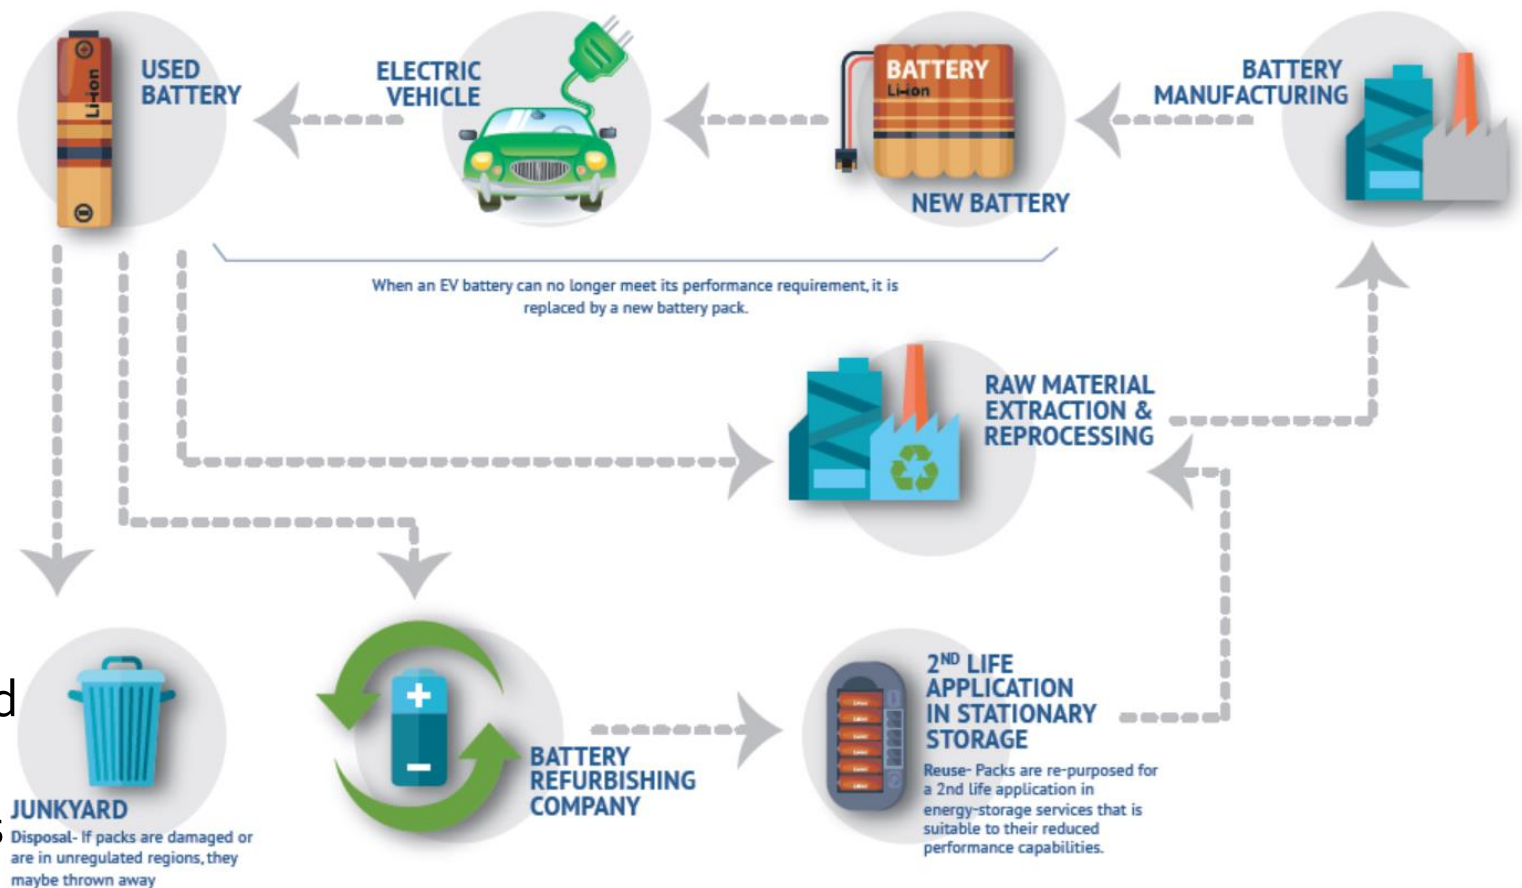 USED
BATTERY
Li-ion
ELECTRIC
VEHICLE
BATTERY
Li-ion
NEW BATTERY
BATTERY
MANUFACTURING
When an EV battery can no longer meet its performance requirement, it is
replaced by a new battery pack.
RAW MATERIAL
EXTRACTION &
REPROCESSING
d
s
JUNKYARD
Disposal- If packs are damaged or
are in unregulated regions, they
maybe thrown away
BATTERY
REFURBISHING
COMPANY
2ND LIFE
APPLICATION
IN STATIONARY
STORAGE
Reuse- Packs are re-purposed for
a 2nd life application in
energy-storage services that is
suitable to their reduced
performance capabilities.